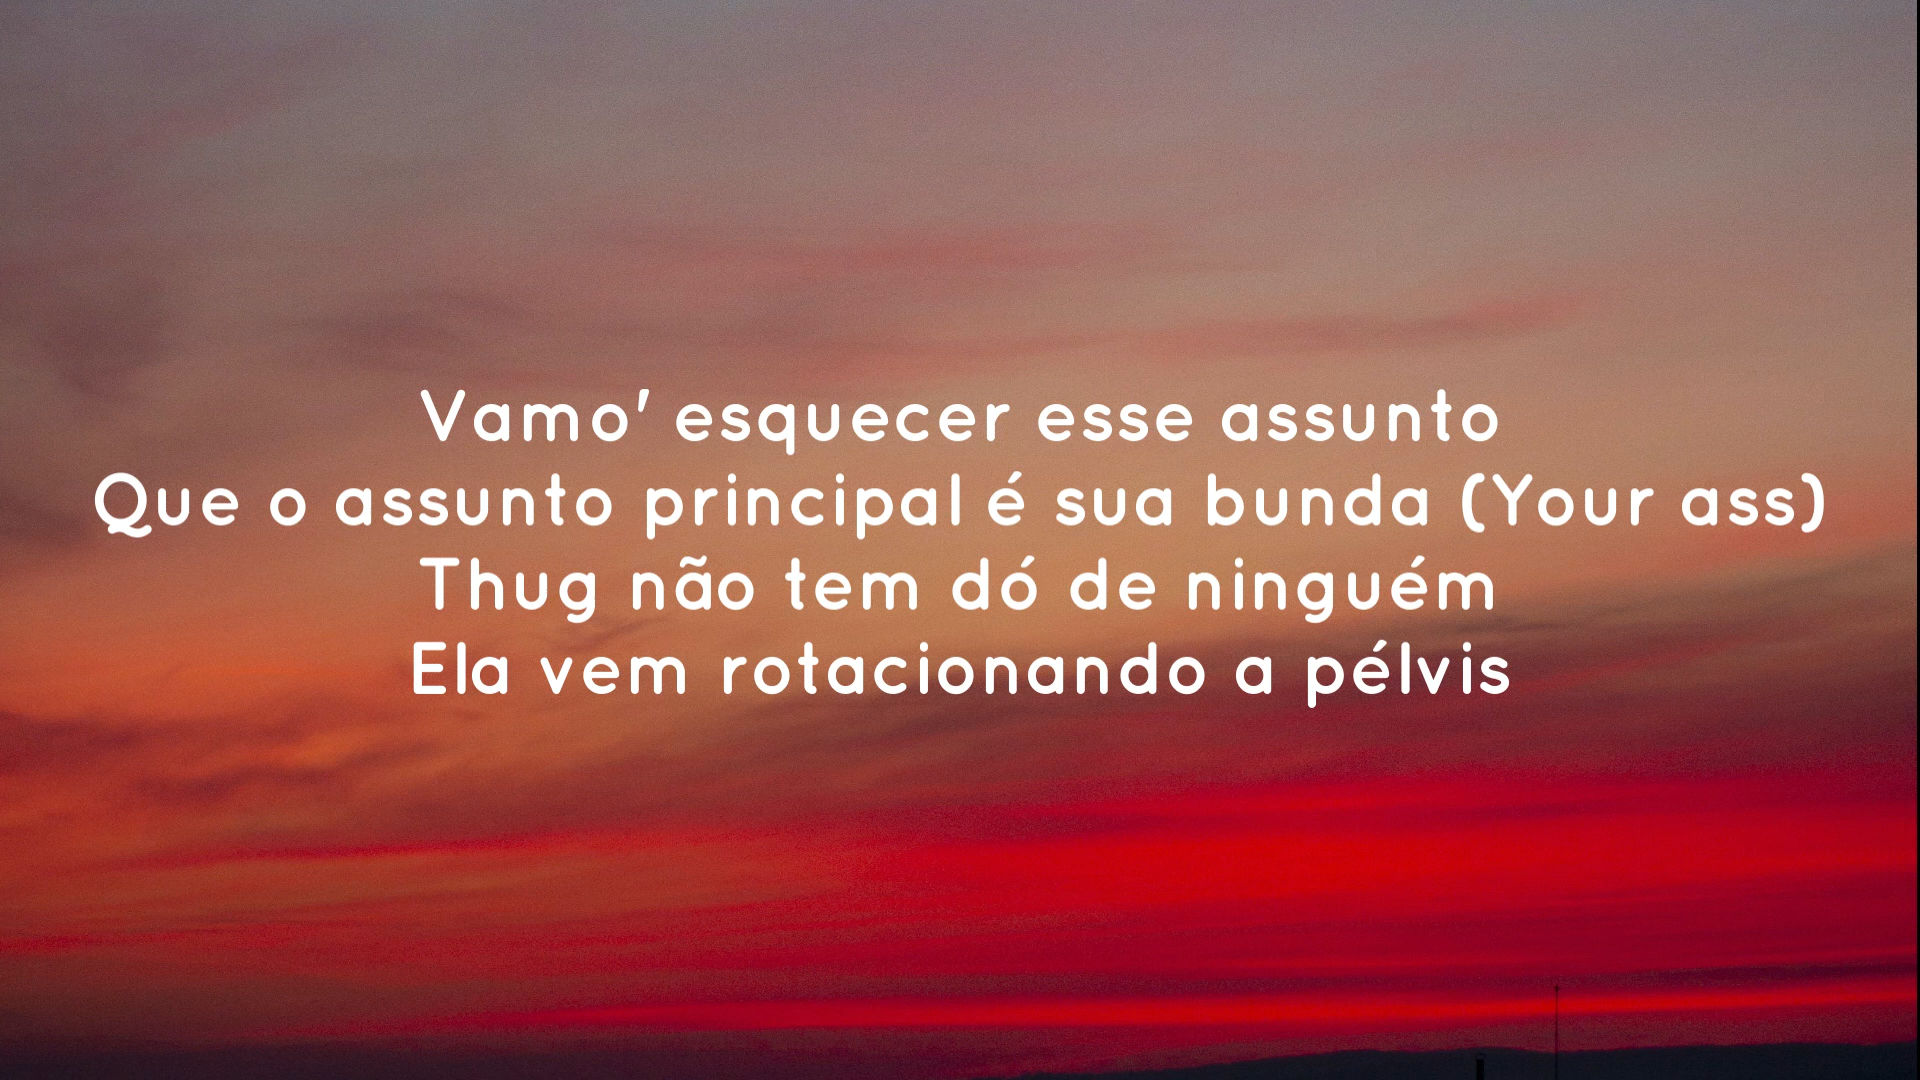 Vamo' esquecer esse assunto
Que o assunto principal é sua bunda (Your ass)
Thug não tem dó de ninguém
Ela vem rotacionando a pélvis